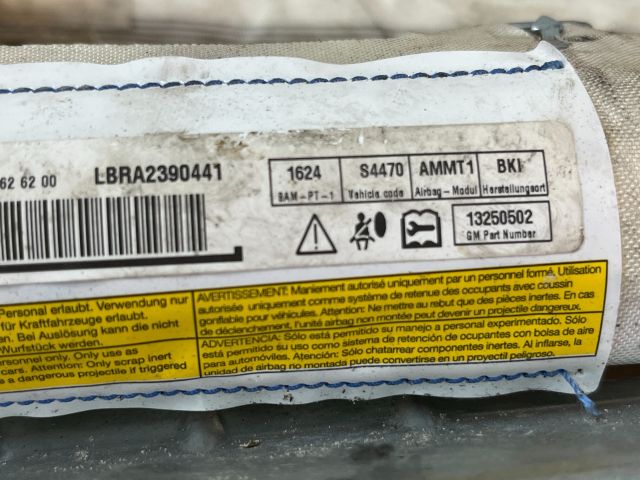 62 6 2 00
LBRA2390441
1624 S4470 AMMT1 BKI
BAM-PT-1 Vehicle code Airbag-Modul Herstellungsort
13250502
GM Part Number
Personal erlaubt. Verwendung nur
für Kraftfahrzeuge erlaubt.
an. Bei Auslösung kann die nicht
Wurfstück werden.
onnel only. Only use as
cars. Attention: Only scrap inert
s a dangerous projectile if triggered
AVERTISSEMENT: Maniement autorisé uniquement par un personnel formé. Utilisation
autorisée uniquement comme système de retenue des occupants avec coussin
gonflable pour véhicules. Attention: Ne mettre au rebut que des pièces inertes. En cas
de déclenchement, l'unité airbag non montée peut devenir un projectile dangereux.
ADVERTENCIA: Sólo está permitido su manejo a personal experimentado. Sólo
está permitido su uso como sistema de retención de ocupantes con bolsa de aire
para automóviles. Atención: Sólo chatarrear componentes inertes. Al inflarse, la
unidad de airbag no montada puede convertirse en un proyectil peligroso.